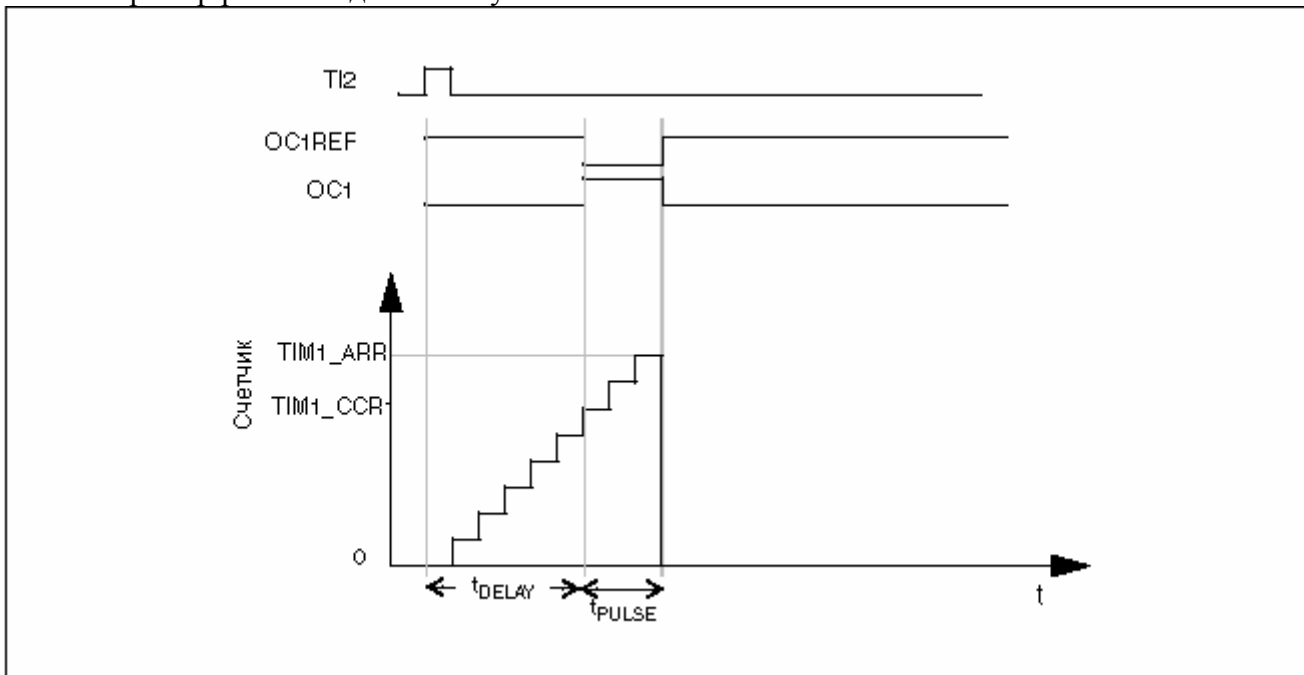 TI2
OC1REF
OC1
Счетчик
TIM1_ARR
TIM1_CCR
0
tDELAY
tPULSE
t